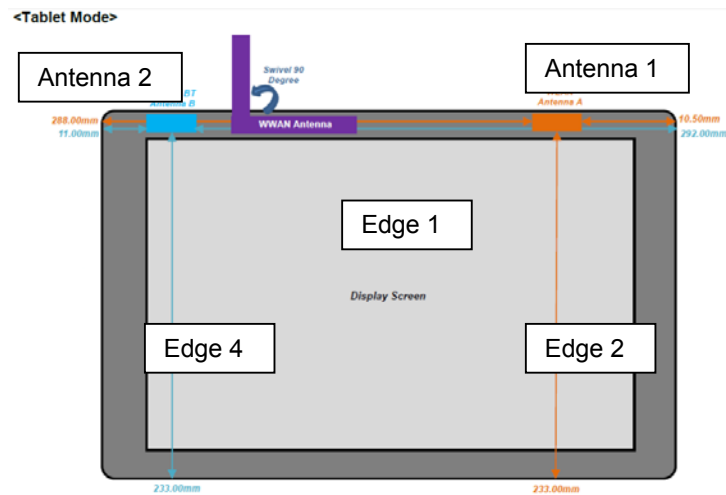 <Tablet Mode>
Swivel 90
Degree
Antenna 2
Antenna 1
BT
Antenna B
Antenna A
288.00mm
WWAN Antenna
10.50mm
11.00mm
292.00mm
Edge 1
Display Screen
Edge 4
Edge 2
233.00mm
233.00mm